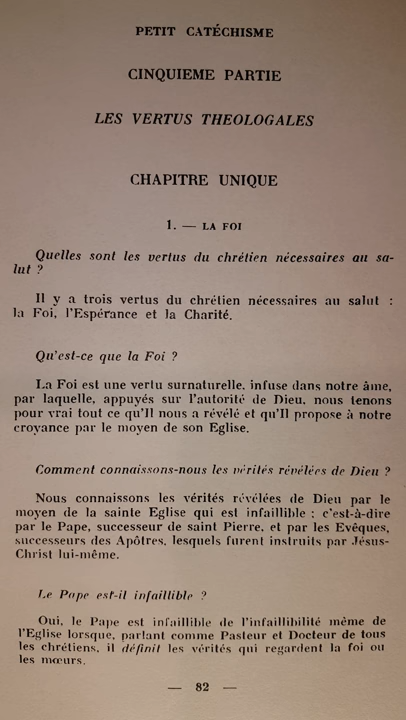 PETIT CATÉCHISME
CINQUIEME PARTIE
LES VERTUS THEOLOGALES
CHAPITRE UNIQUE
1. — LA FOI
Quelles sont les vertus du chrétien nécessaires au sa-
lut ?
Il y a trois vertus du chrétien nécessaires au salut :
la Foi, l'Espérance et la Charité.
Qu'est-ce que la Foi ?
La Foi est une vertu surnaturelle, infuse dans notre âme,
par laquelle, appuyés sur l'autorité de Dieu, nous tenons
pour vrai tout ce qu'Il nous a révélé et qu'Il propose à notre
croyance par le moyen de son Eglise.
Comment connaissons-nous les vérités révélées de Dieu ?
Nous connaissons les vérités révélées de Dieu par le
moyen de la sainte Eglise qui est infaillible ; c'est-à-dire
par le Pape, successeur de saint Pierre, et par les Evêques,
successeurs des Apôtres, lesquels furent instruits par Jésus-
Christ lui-même.
Le Pape est-il infaillible ?
Oui, le Pape est infaillible de l'infaillibilité même de
l'Eglise lorsque, parlant comme Pasteur et Docteur de tous
les chrétiens, il définit les vérités qui regardent la foi ou
les mœurs.
— 82 —